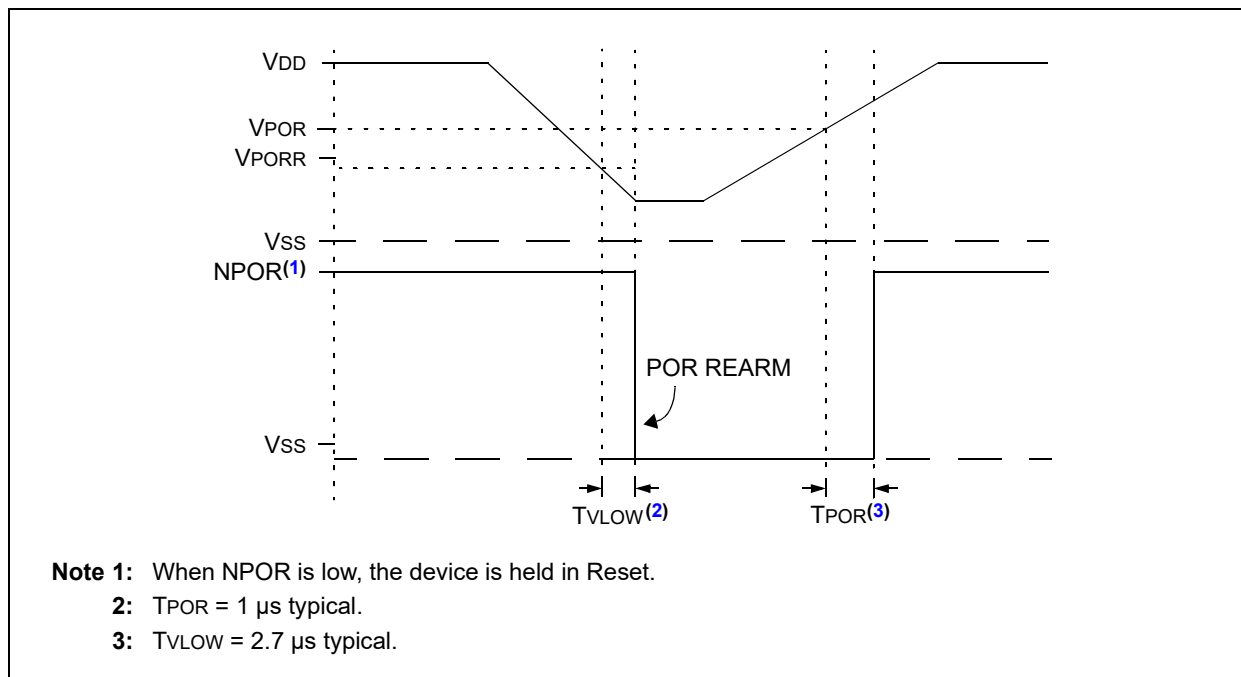 VDD
VPOR
VPORR
VSS
NPOR(1)
POR REARM
VSS
TVLOW(2)
TPOR(3)
Note 1: When NPOR is low, the device is held in Reset.
2: TPOR = 1 µs typical.
3: TVLOW = 2.7 µs typical.